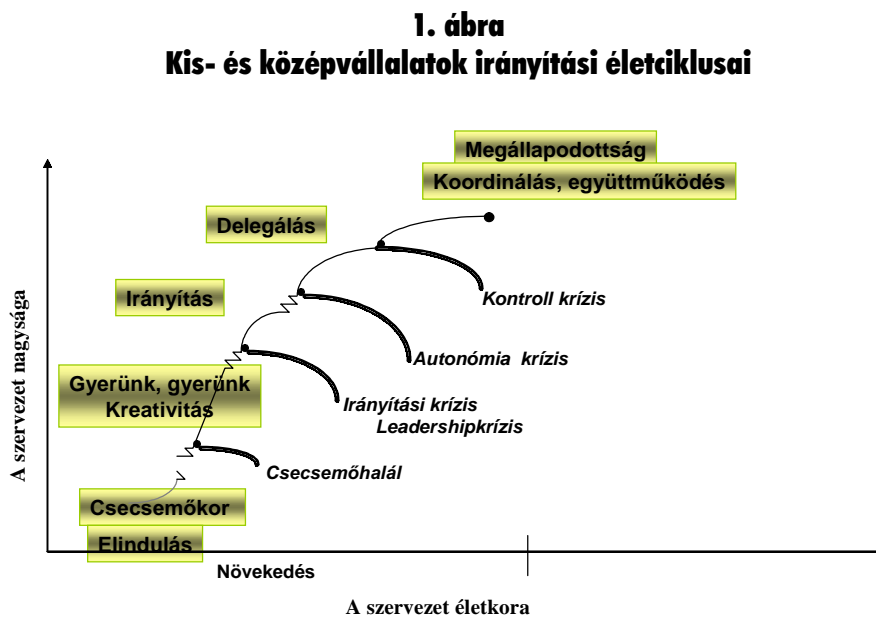 1. ábra
Kis- és középvállalatok irányítási életciklusai
Megállapodottság
Koordinálás, együttműködés
Delegálás
Kontroll krízis
Irányítás
Autonómia krízis
Gyerünk, gyerünk
Kreativitás
Irányítási krízis
Leadershipkrízis
Csecsemőhalál
Csecsemőkor
Elindulás
Növekedés
A szervezet nagysága
A szervezet életkora